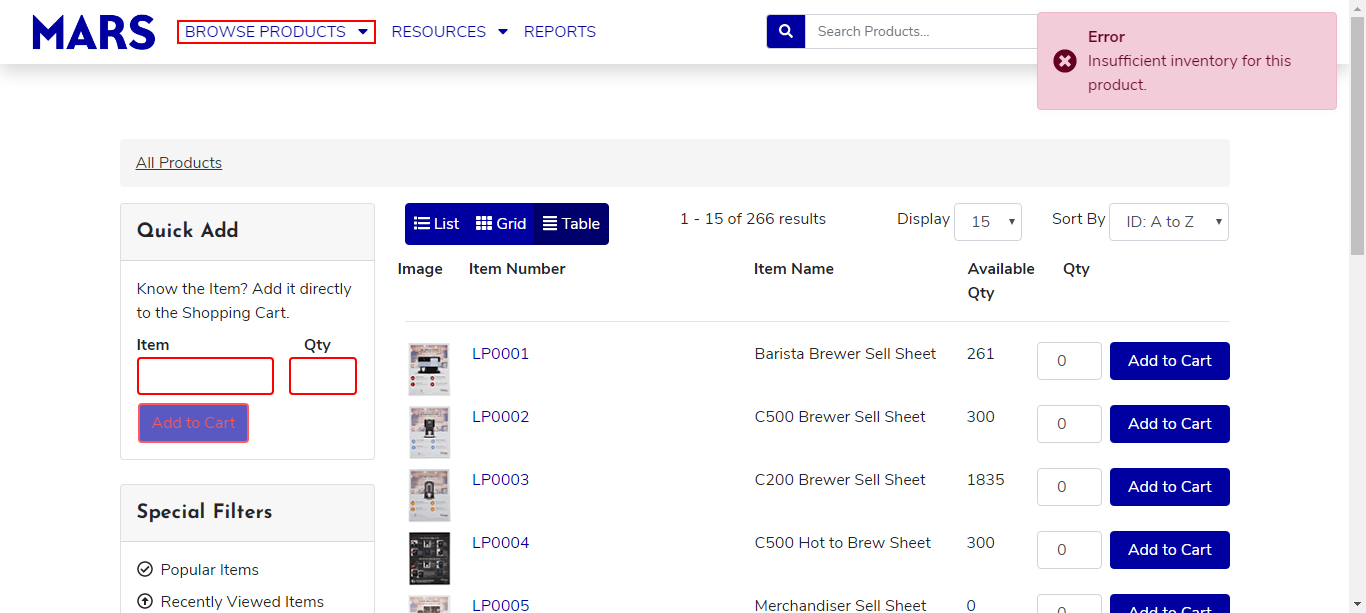 MARS
BROWSE PRODUCTS
RESOURCES
REPORTS
Search Products...
Error
Insufficient inventory for this
product.
All Products
Quick Add
Know the Item? Add it directly
to the Shopping Cart.
Item Qty
Add to Cart
Special Filters
Popular Items
Recently Viewed Items
List Grid Table
1 - 15 of 266 results
Display 15
Sort By ID: A to Z
Image Item Number Item Name Available Qty Qty
LP0001 Barista Brewer Sell Sheet 261 0 Add to Cart
LP0002 C500 Brewer Sell Sheet 300 0 Add to Cart
LP0003 C200 Brewer Sell Sheet 1835 0 Add to Cart
LP0004 C500 Hot to Brew Sheet 300 0 Add to Cart
LP0005 Merchandiser Sell Sheet 0 0 Add to Cart